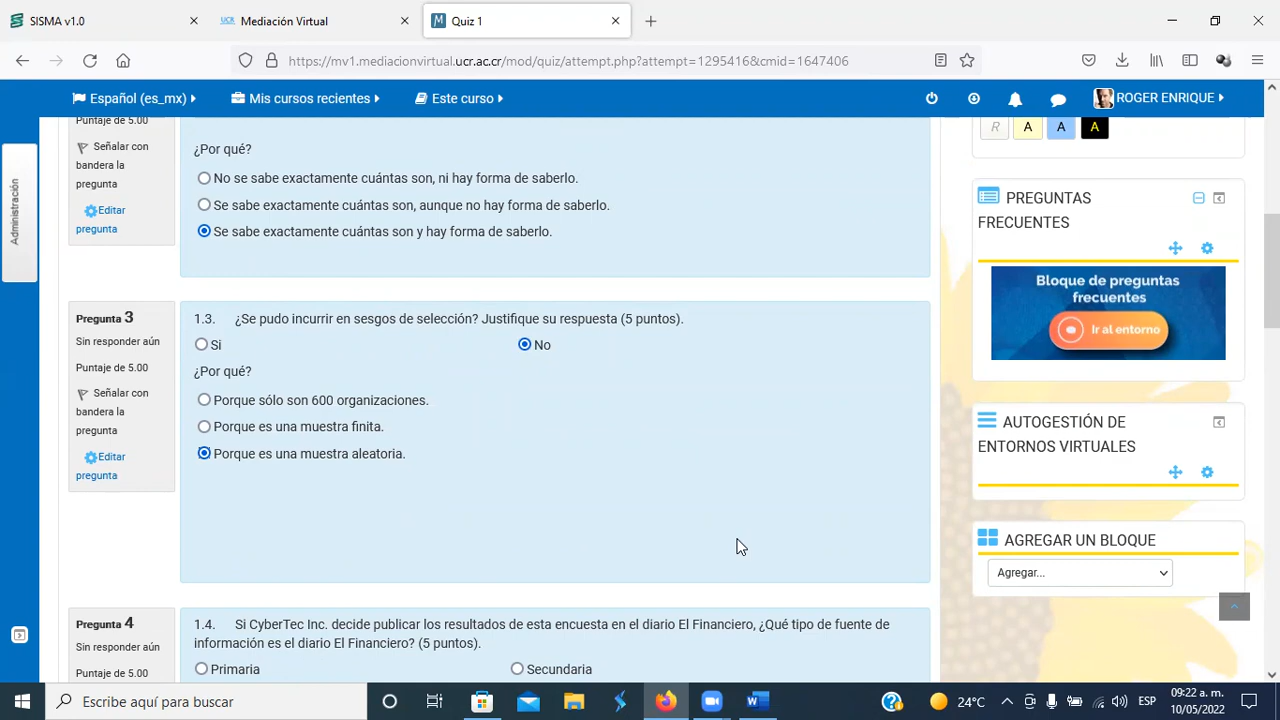 SISMA v1.0
Mediación Virtual
Quiz 1
https://mv1.mediacionvirtual.ucr.ac.cr/mod/quiz/attempt.php?attempt=1295416&cmid=1647406
Español (es_mx)
Mis cursos recientes
Este curso
ROGER ENRIQUE
Administración
Puntaje de 5.00
Señalar con
bandera la
pregunta
Editar
pregunta
¿Por qué?
No se sabe exactamente cuántas son, ni hay forma de saberlo.
Se sabe exactamente cuántas son, aunque no hay forma de saberlo.
Se sabe exactamente cuántas son y hay forma de saberlo.
Pregunta 3
Sin responder aún
Puntaje de 5.00
Señalar con
bandera la
pregunta
Editar
pregunta
1.3. ¿Se pudo incurrir en sesgos de selección? Justifique su respuesta (5 puntos).
Si
No
¿Por qué?
Porque sólo son 600 organizaciones.
Porque es una muestra finita.
Porque es una muestra aleatoria.
Pregunta 4
Sin responder aún
Puntaje de 5.00
1.4. Si CyberTec Inc. decide publicar los resultados de esta encuesta en el diario El Financiero, ¿Qué tipo de fuente de
información es el diario El Financiero? (5 puntos).
Primaria
Secundaria
R
A
A
A
PREGUNTAS
FRECUENTES
Bloque de preguntas
frecuentes
Ir al entorno
AUTOGESTIÓN DE
ENTORNOS VIRTUALES
AGREGAR UN BLOQUE
Agregar...
Escribe aquí para buscar
24°C
ESP
09:22 a. m.
10/05/2022